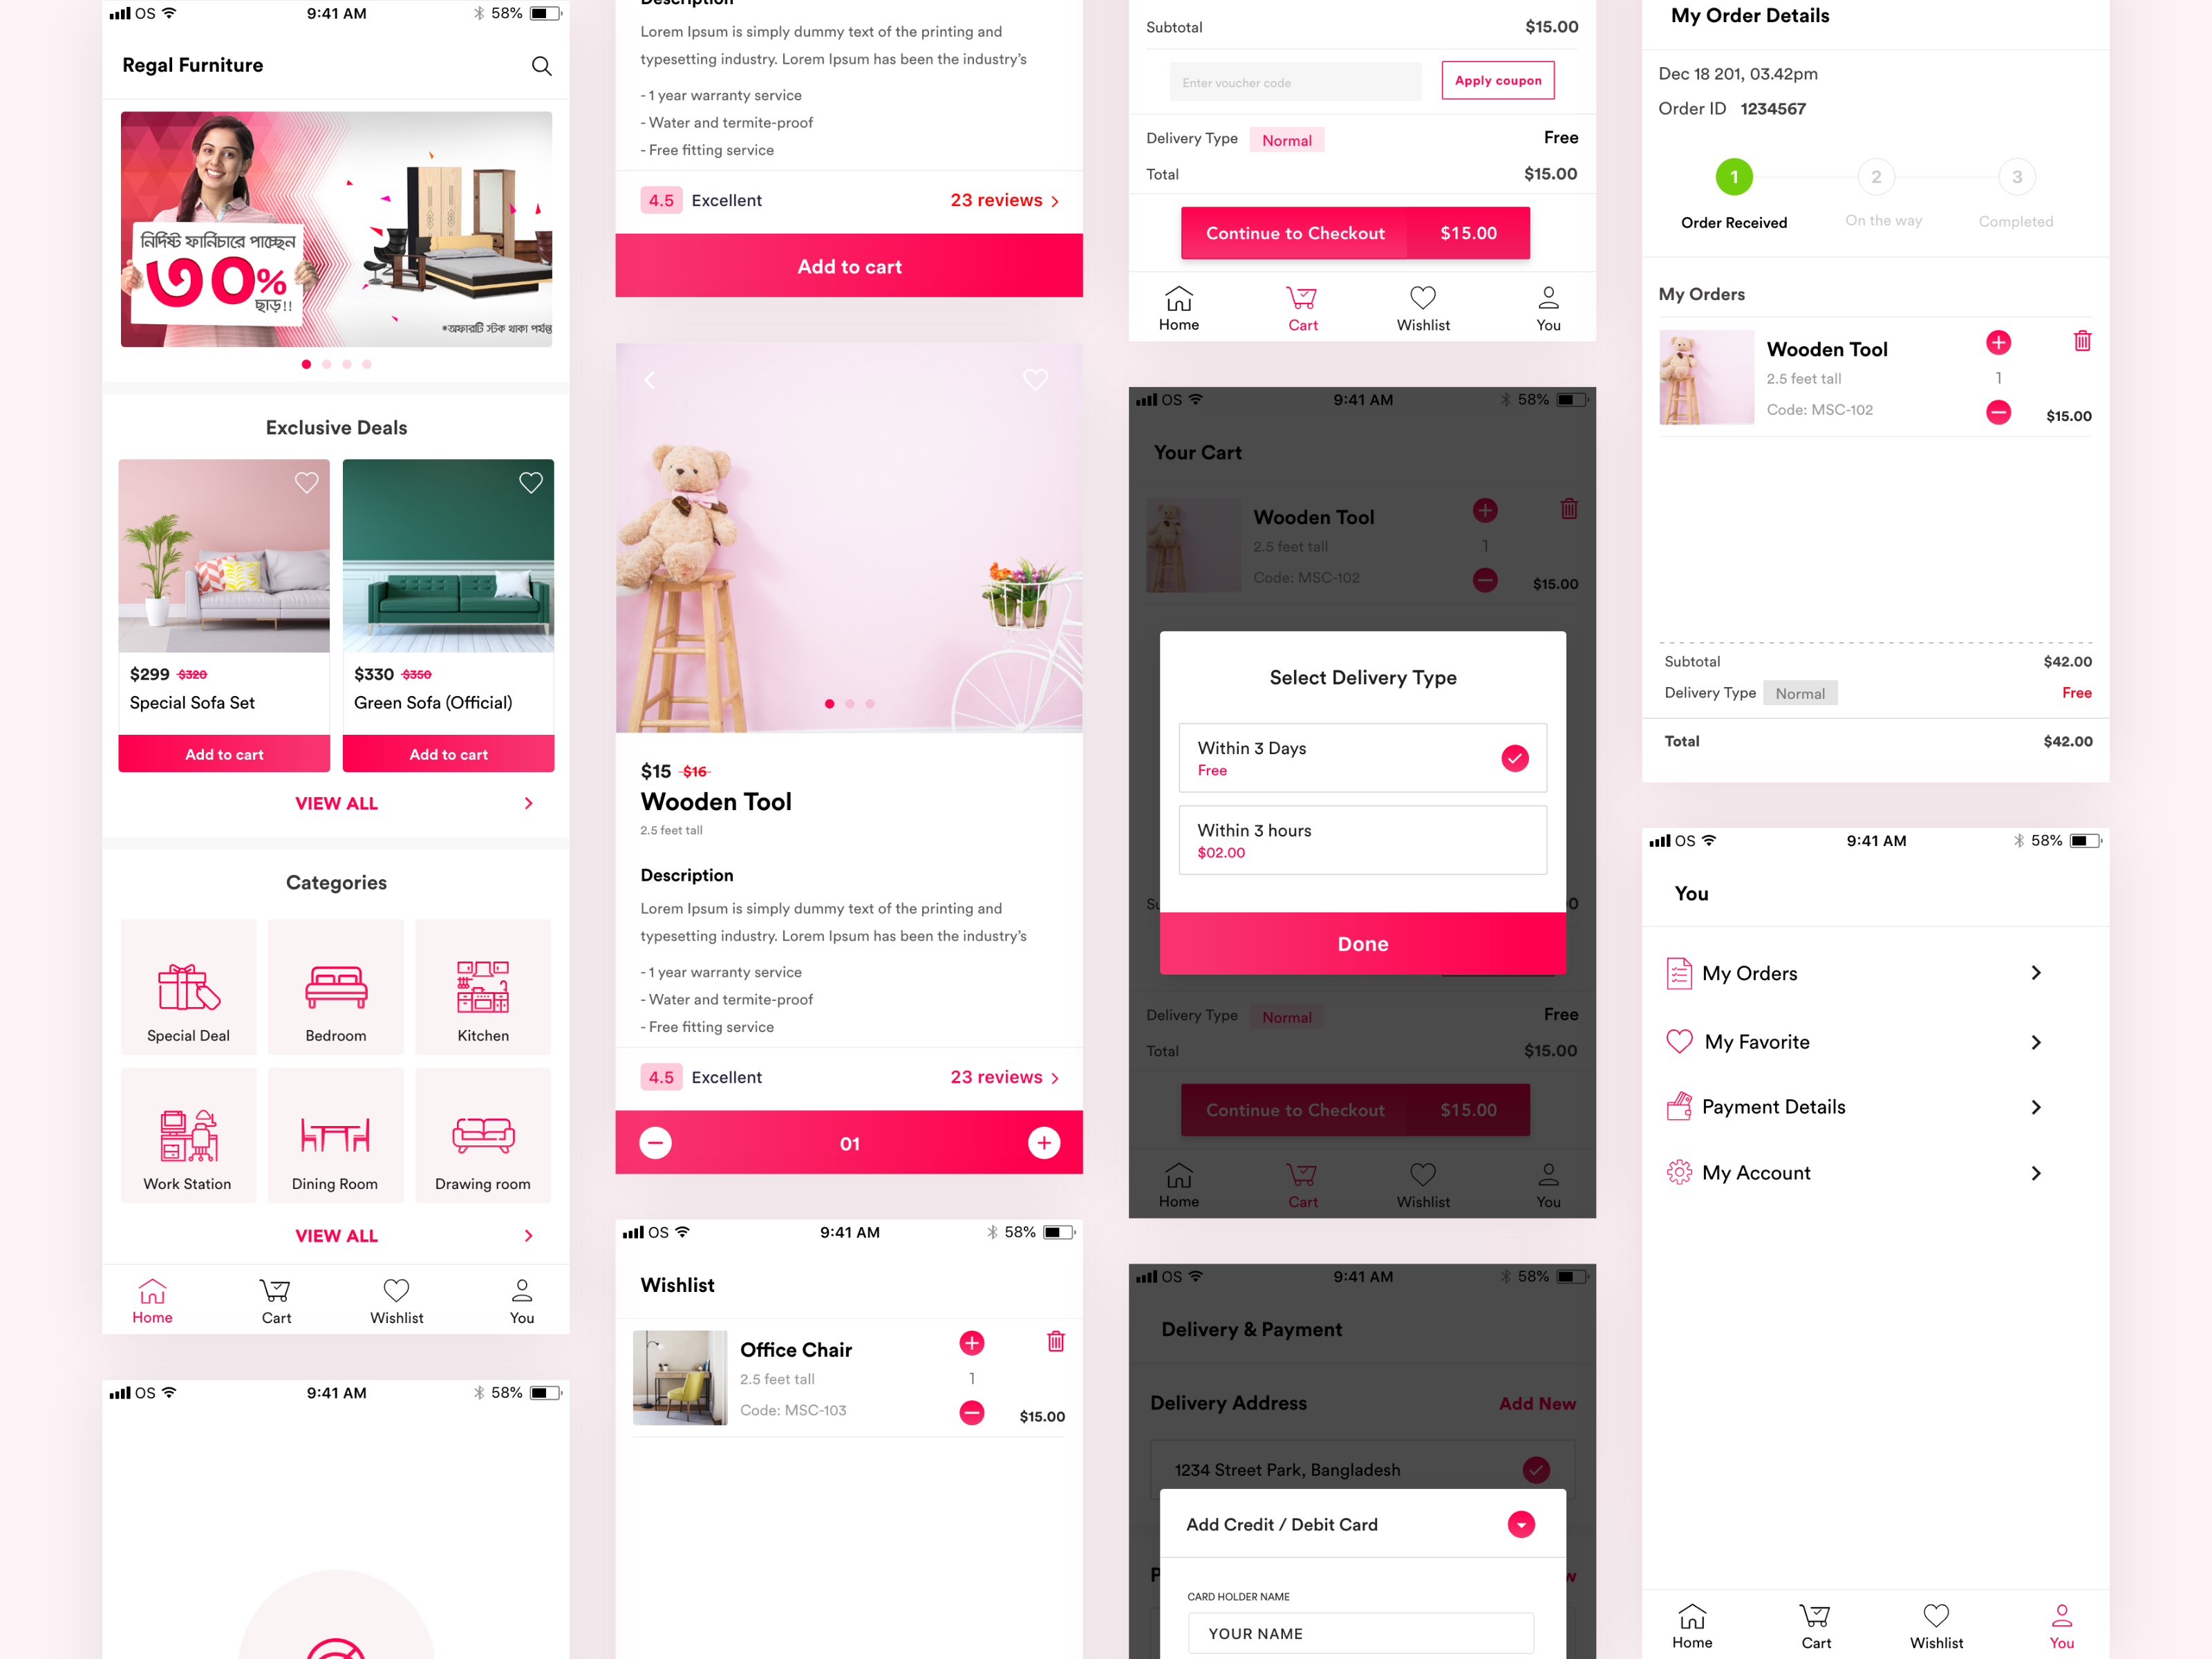 OS 9:41 AM 58%
Regal Furniture
নির্দিষ্ট ফার্নিচারে পাচ্ছেন
৩০%
ছাড়!!
*অফারটি স্টক থাকা পর্যন্ত
Exclusive Deals
$299 $320
Special Sofa Set
Add to cart
$330 $350
Green Sofa (Official)
Add to cart
VIEW ALL
Categories
Special Deal
Bedroom
Kitchen
Work Station
Dining Room
Drawing room
VIEW ALL
Home
Cart
Wishlist
You
OS 9:41 AM 58%
Description
Lorem Ipsum is simply dummy text of the printing and
typesetting industry. Lorem Ipsum has been the industry’s
- 1 year warranty service
- Water and termite-proof
- Free fitting service
4.5 Excellent 23 reviews
Add to cart
$15 $16
Wooden Tool
2.5 feet tall
Description
Lorem Ipsum is simply dummy text of the printing and
typesetting industry. Lorem Ipsum has been the industry’s
- 1 year warranty service
- Water and termite-proof
- Free fitting service
4.5 Excellent 23 reviews
01
OS 9:41 AM 58%
Wishlist
Office Chair
2.5 feet tall
1
Code: MSC-103
$15.00
Subtotal $15.00
Enter voucher code Apply coupon
Delivery Type Normal Free
Total $15.00
Continue to Checkout $15.00
Home
Cart
Wishlist
You
OS 9:41 AM 58%
Your Cart
Wooden Tool
2.5 feet tall
1
Code: MSC-102
$15.00
Select Delivery Type
Within 3 Days
Free
Within 3 hours
$02.00
Done
Delivery Type Normal Free
Total $15.00
Continue to Checkout $15.00
Home
Cart
Wishlist
You
OS 9:41 AM 58%
Delivery & Payment
Delivery Address Add New
1234 Street Park, Bangladesh
Add Credit / Debit Card
CARD HOLDER NAME
YOUR NAME
My Order Details
Dec 18 201, 03.42pm
Order ID 1234567
1 2 3
Order Received On the way Completed
My Orders
Wooden Tool
2.5 feet tall
1
Code: MSC-102
$15.00
Subtotal $42.00
Delivery Type Normal Free
Total $42.00
OS 9:41 AM 58%
You
My Orders
My Favorite
Payment Details
My Account
Home
Cart
Wishlist
You